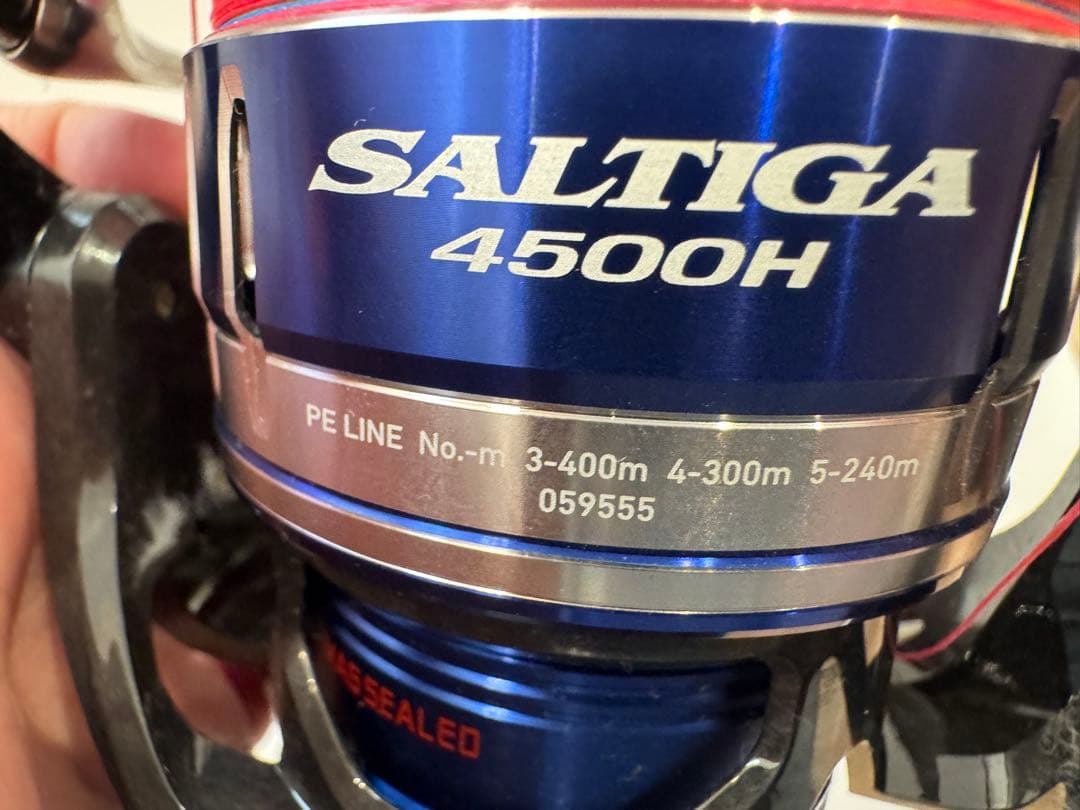 SALTIGA
4500H
PE LINE No.-m 3-400m 4-300m 5-240m
059555
MAGSEALED